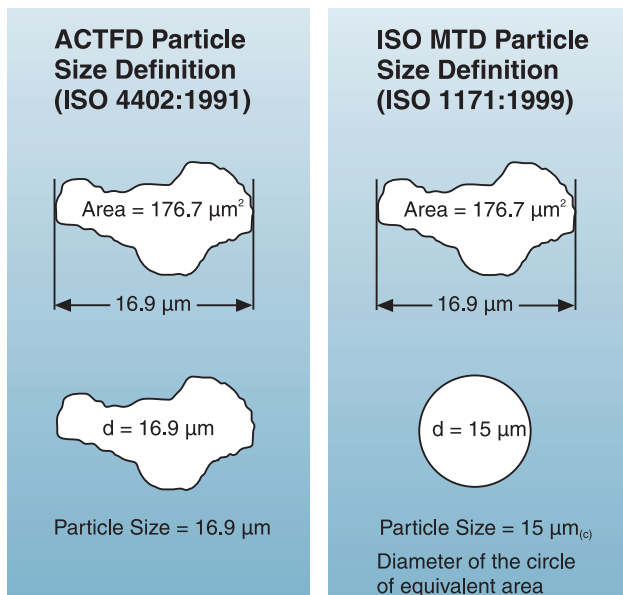 ACTFD Particle
Size Definition
(ISO 4402:1991)
Area = 176.7 µm²
16.9 µm
d = 16.9 µm
Particle Size = 16.9 µm
ISO MTD Particle
Size Definition
(ISO 1171:1999)
Area = 176.7 µm²
16.9 µm
d = 15 µm
Particle Size = 15 µm(c)
Diameter of the circle
of equivalent area